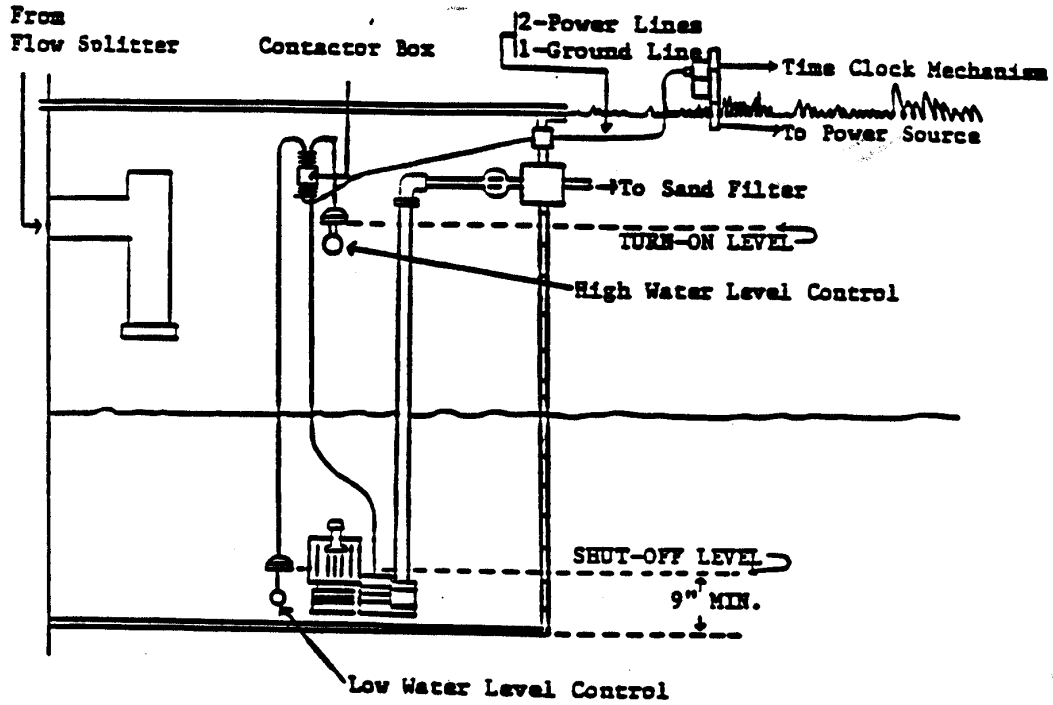 From
Flow Splitter
Contactor Box
2-Power Lines
1-Ground Line
Time Clock Mechanism
To Power Source
To Sand Filter
TURN-ON LEVEL
High Water Level Control
SHUT-OFF LEVEL
9" MIN.
Low Water Level Control